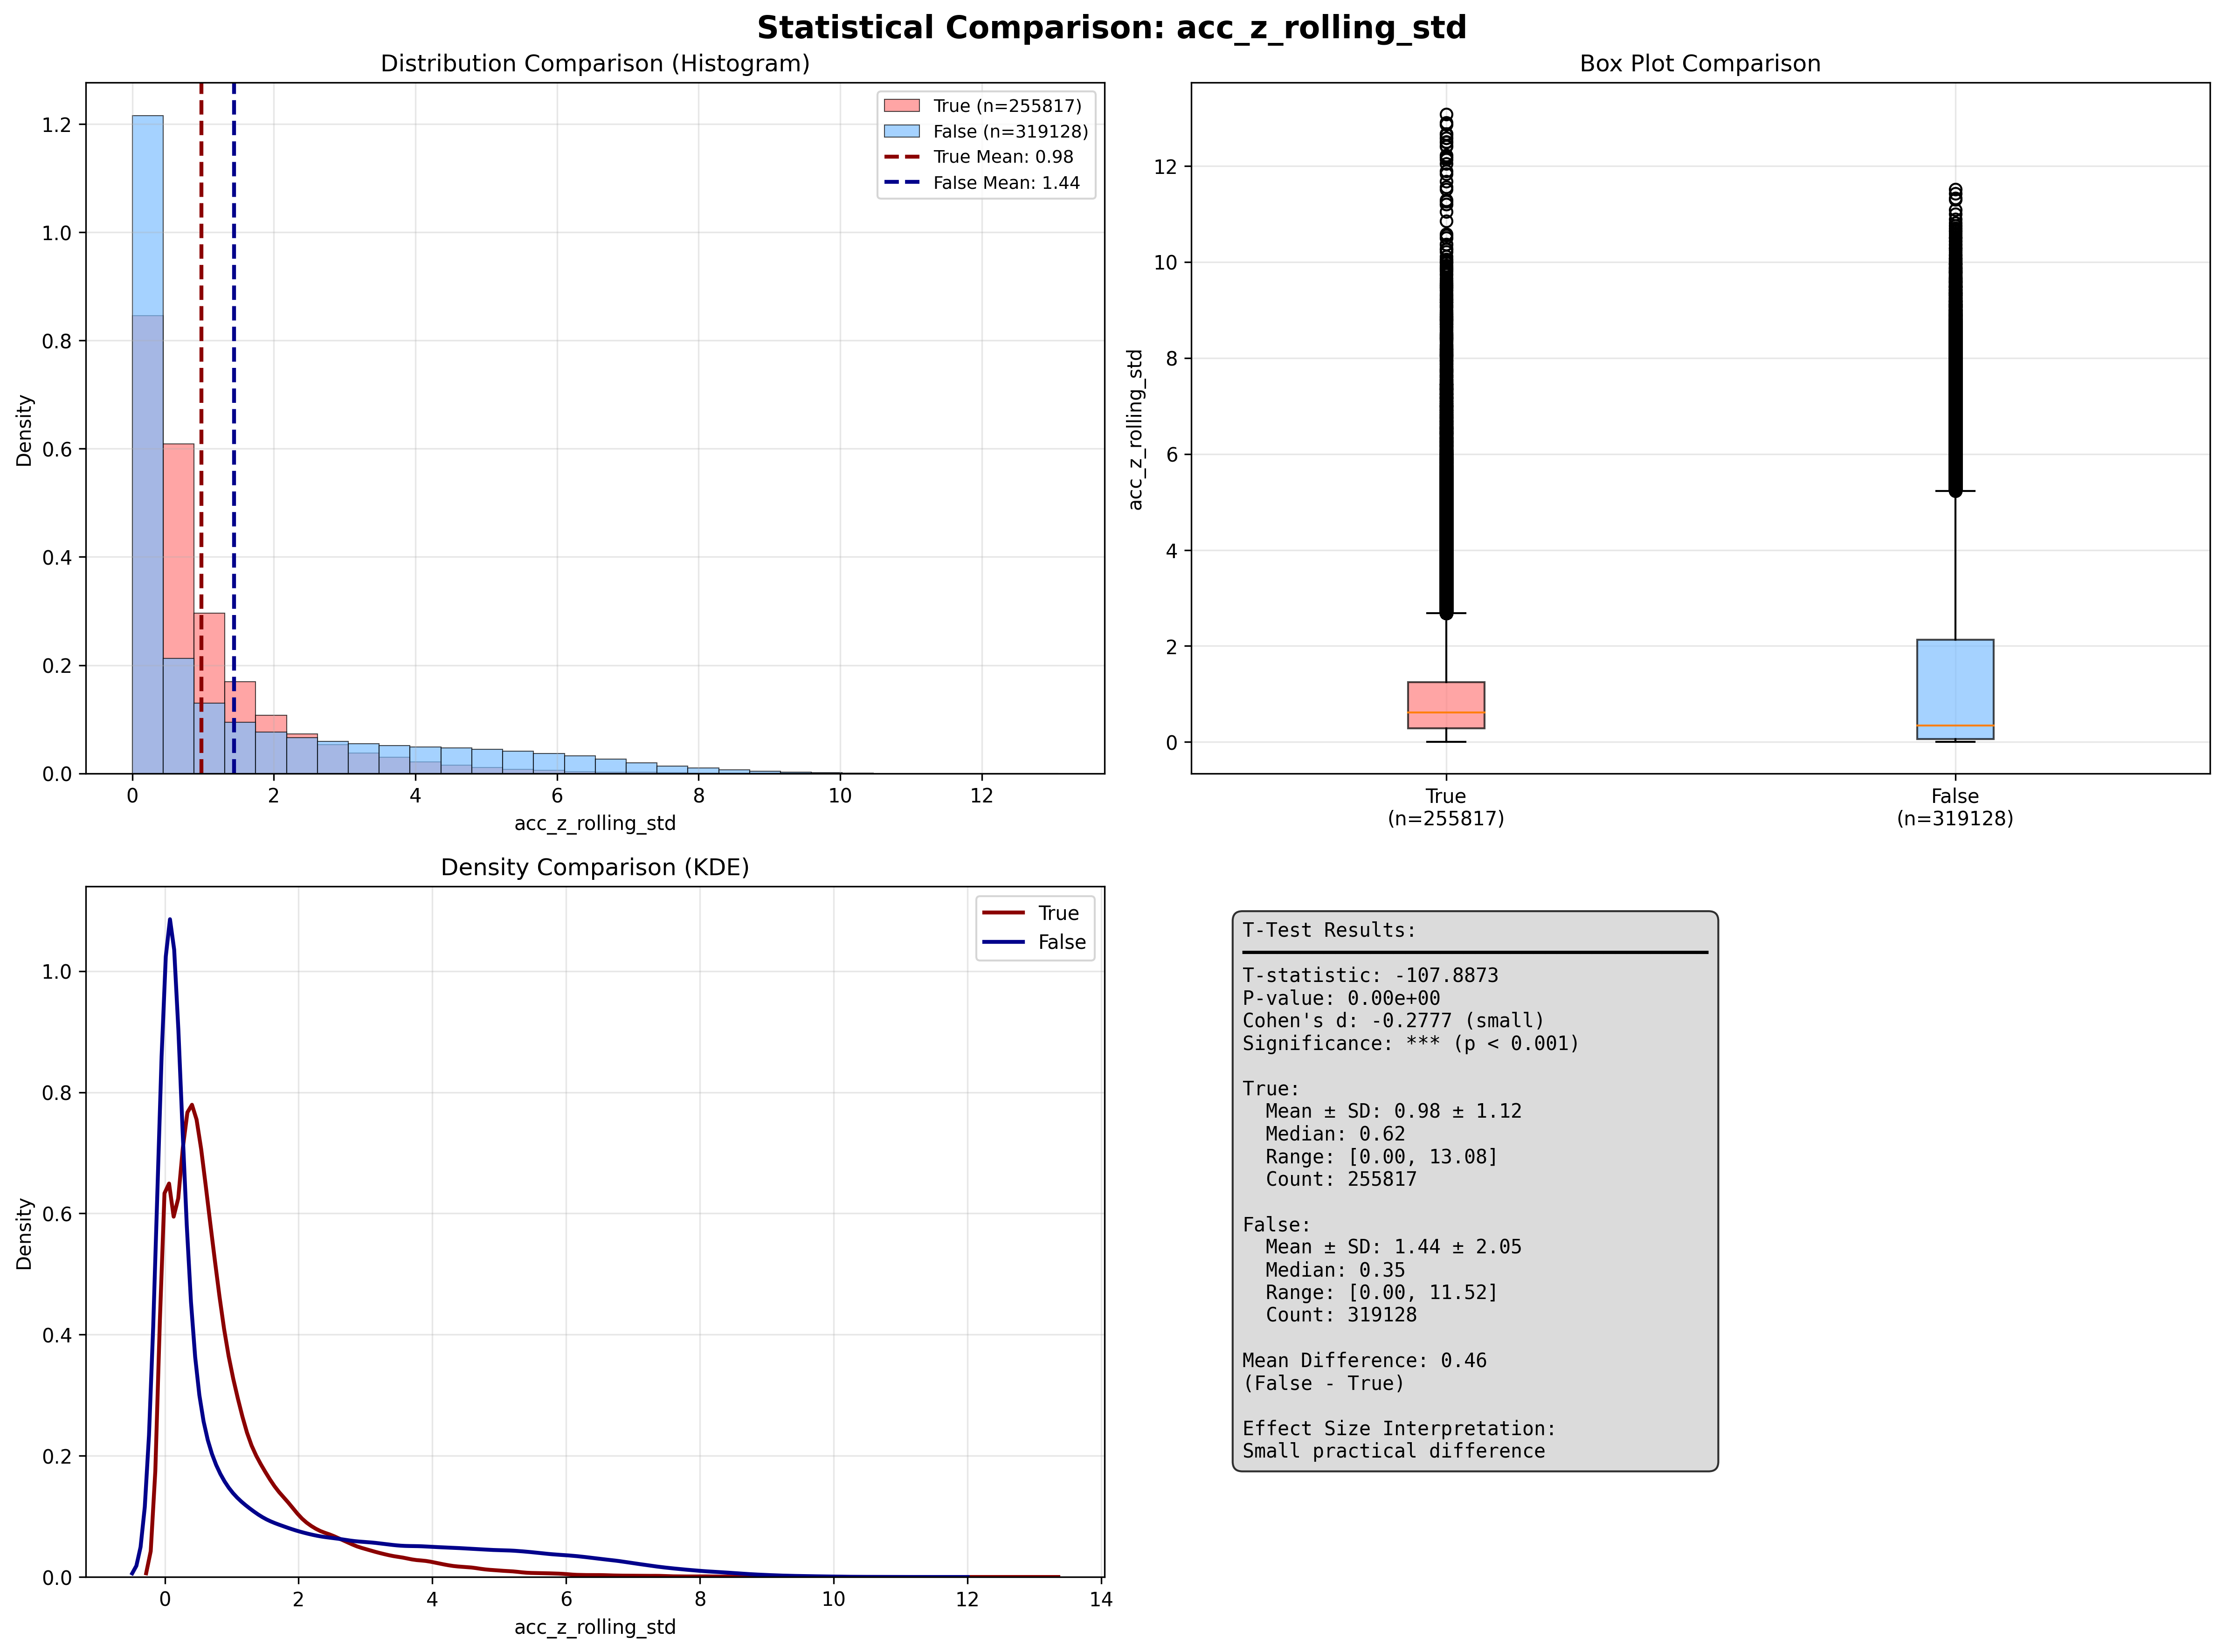 Statistical Comparison: acc_z_rolling_std
Distribution Comparison (Histogram)
True (n=255817)
False (n=319128)
True Mean: 0.98
False Mean: 1.44
Density
0.0
0.2
0.4
0.6
0.8
1.0
1.2
0 2 4 6 8 10 12
acc_z_rolling_std
Box Plot Comparison
acc_z_rolling_std
0
2
4
6
8
10
12
True
(n=255817)
False
(n=319128)
Density Comparison (KDE)
True
False
Density
0.0
0.2
0.4
0.6
0.8
1.0
0 2 4 6 8 10 12 14
acc_z_rolling_std
T-Test Results:
T-statistic: -107.8873
P-value: 0.00e+00
Cohen's d: -0.2777 (small)
Significance: *** (p < 0.001)
True:
Mean ± SD: 0.98 ± 1.12
Median: 0.62
Range: [0.00, 13.08]
Count: 255817
False:
Mean ± SD: 1.44 ± 2.05
Median: 0.35
Range: [0.00, 11.52]
Count: 319128
Mean Difference: 0.46
(False - True)
Effect Size Interpretation:
Small practical difference